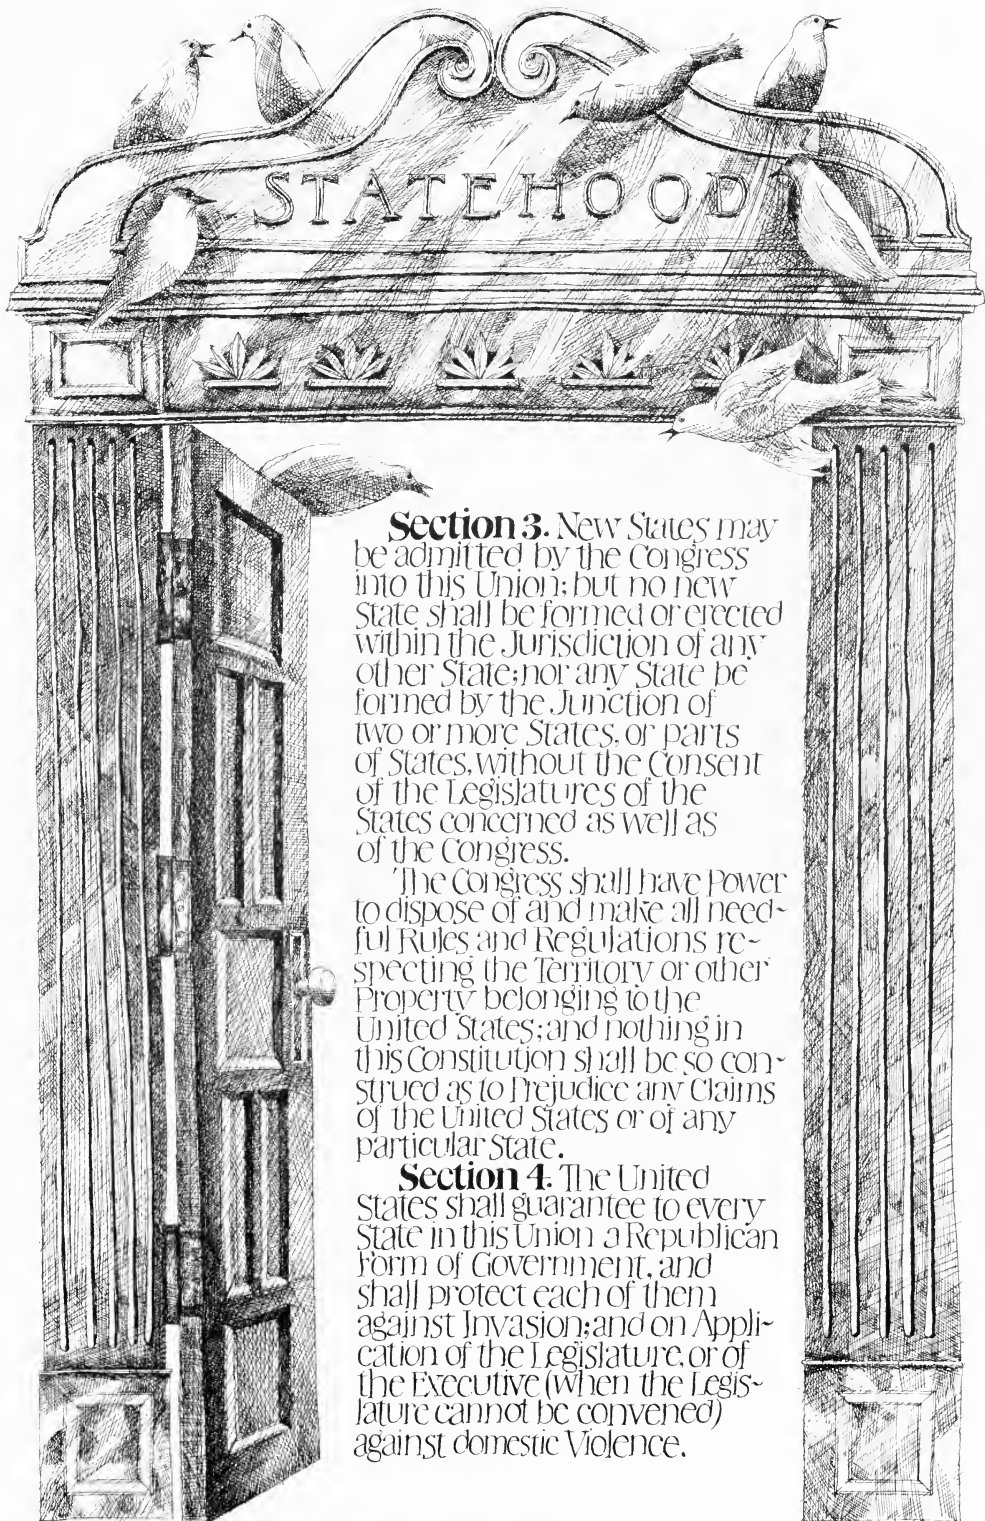 STATEHOOD
Section 3. New States may
be admitted by the Congress
into this Union; but no new
State shall be formed or erected
within the Jurisdiction of any
other State; nor any State be
formed by the Junction of
two or more States, or parts
of States, without the Consent
of the Legislatures of the
States concerned as well as
of the Congress.
The Congress shall have Power
to dispose of and make all need-
ful Rules and Regulations re-
specting the Territory or other
Property belonging to the
United States; and nothing in
this Constitution shall be so con-
strued as to Prejudice any Claims
of the United States or of any
particular State.
Section 4. The United
States shall guarantee to every
State in this Union a Republican
Form of Government, and
shall protect each of them
against Invasion; and on Appli-
cation of the Legislature, or of
the Executive (when the Legis-
lature cannot be convened)
against domestic Violence.